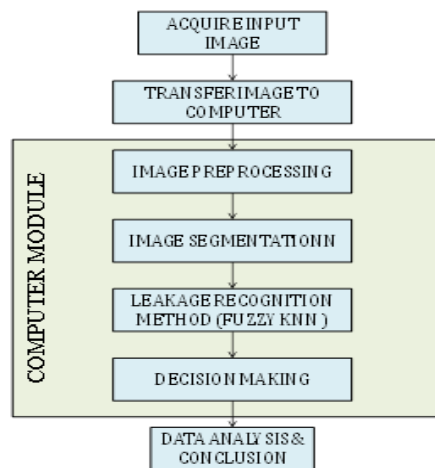 ACQUIRE INPUT
IMAGE
TRANSFER IMAGE TO
COMPUTER
COMPUTER MODULE
IMAGE PREPROCESSING
IMAGE SEGMENTATIONN
LEAKAGE RECOGNITION
METHOD (FUZZY KNN )
DECISION MAKING
DATA ANALYSIS &
CONCLUSION